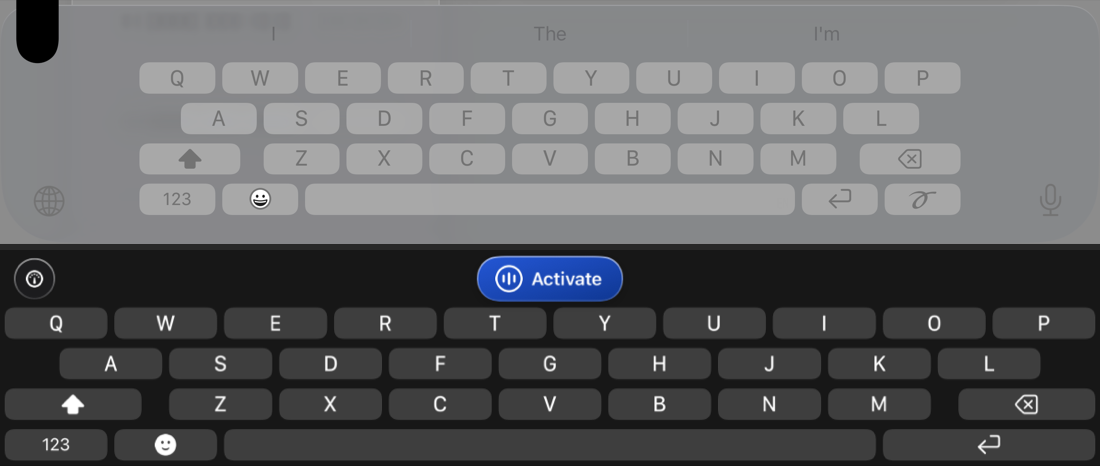 I The I'm
Q W E R T Y U I O P
A S D F G H J K L
Z X C V B N M
123
Activate
Q W E R T Y U I O P
A S D F G H J K L
Z X C V B N M
123